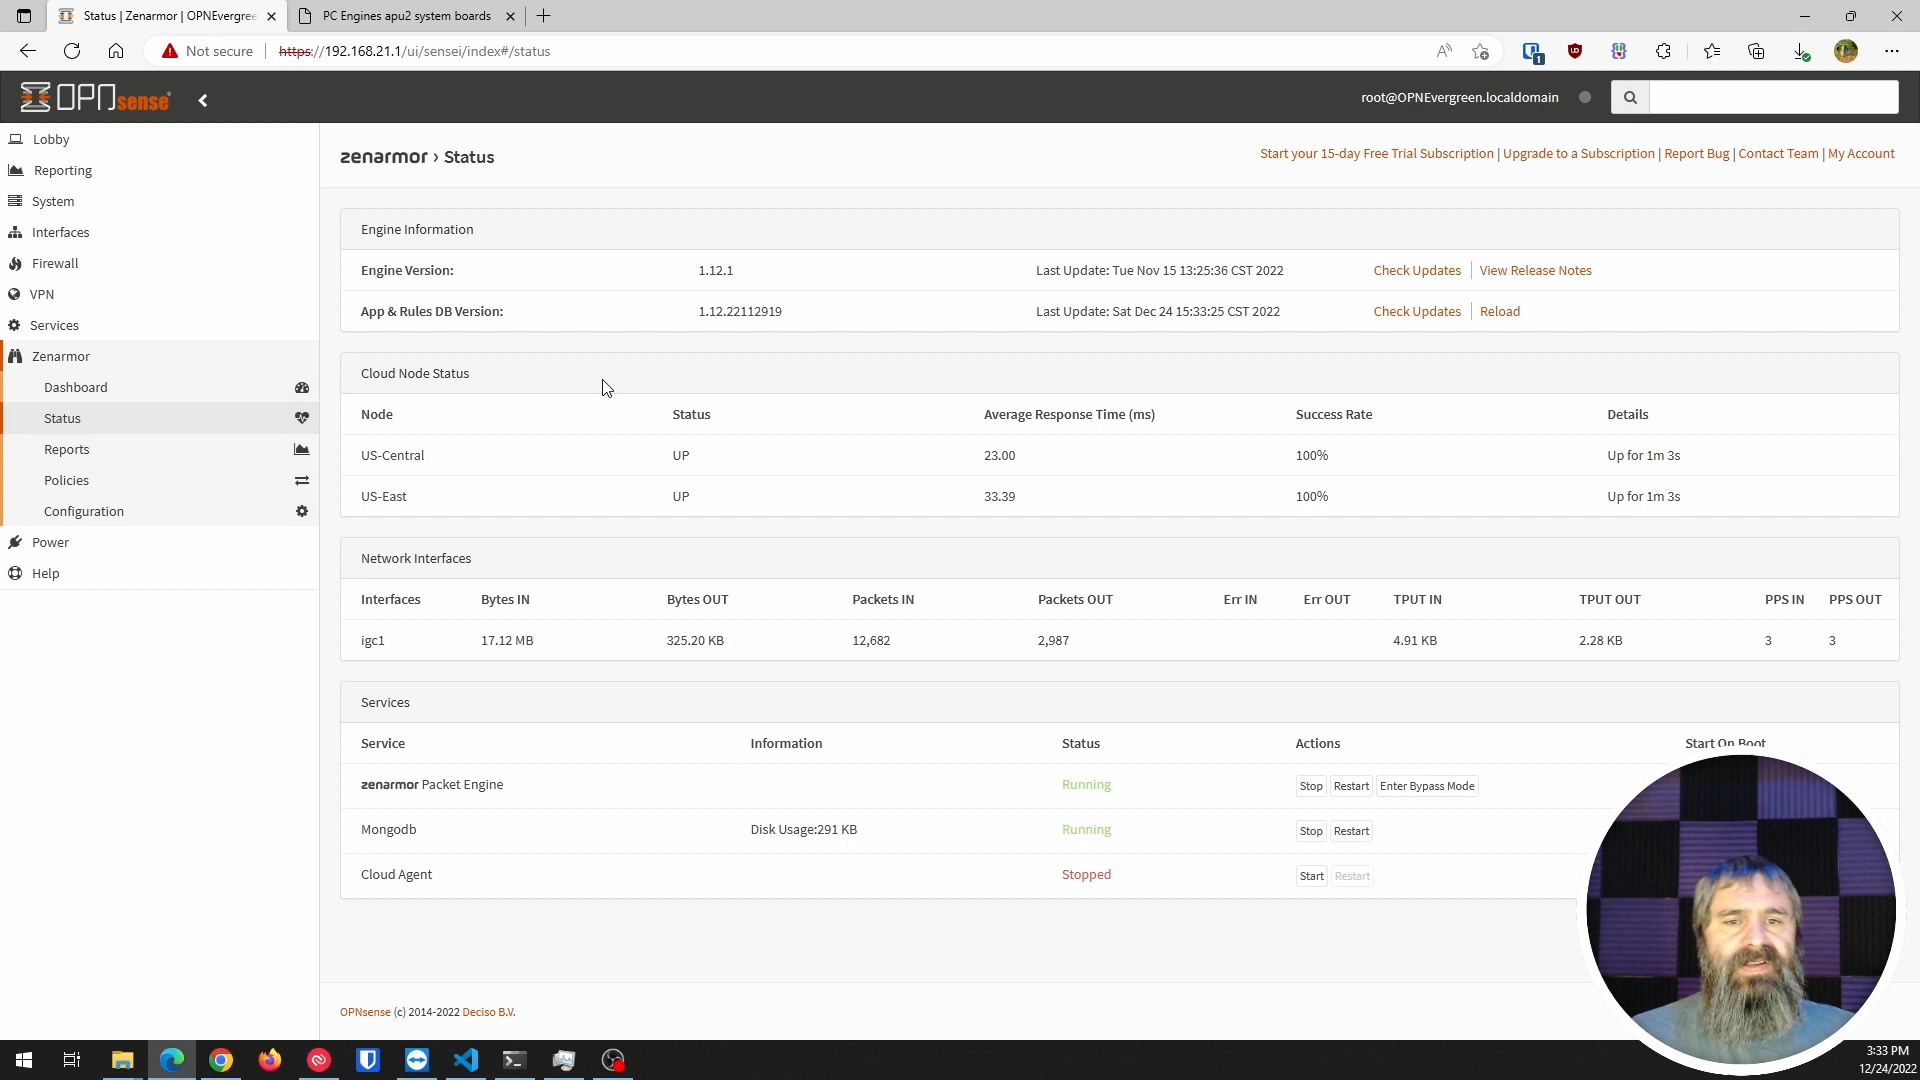 Status | Zenarmor | OPNEvergree
PC Engines apu2 system boards
Not secure
https://192.168.21.1/ui/sensei/index#/status
1
OPNsense
root@OPNEvergreen.localdomain
Lobby
Reporting
System
Interfaces
Firewall
VPN
Services
Zenarmor
Dashboard
Status
Reports
Policies
Configuration
Power
Help
zenarmor › Status
Start your 15-day Free Trial Subscription | Upgrade to a Subscription | Report Bug | Contact Team | My Account
Engine Information
Engine Version: 1.12.1 Last Update: Tue Nov 15 13:25:36 CST 2022 Check Updates View Release Notes
App & Rules DB Version: 1.12.22112919 Last Update: Sat Dec 24 15:33:25 CST 2022 Check Updates Reload
Cloud Node Status
Node Status Average Response Time (ms) Success Rate Details
US-Central UP 23.00 100% Up for 1m 3s
US-East UP 33.39 100% Up for 1m 3s
Network Interfaces
Interfaces Bytes IN Bytes OUT Packets IN Packets OUT Err IN Err OUT TPUT IN TPUT OUT PPS IN PPS OUT
igc1 17.12 MB 325.20 KB 12,682 2,987 4.91 KB 2.28 KB 3 3
Services
Service Information Status Actions Start On Boot
zenarmor Packet Engine Running Stop Restart Enter Bypass Mode
Mongodb Disk Usage:291 KB Running Stop Restart
Cloud Agent Stopped Start Restart
OPNsense (c) 2014-2022 Deciso B.V.
3:33 PM
12/24/2022